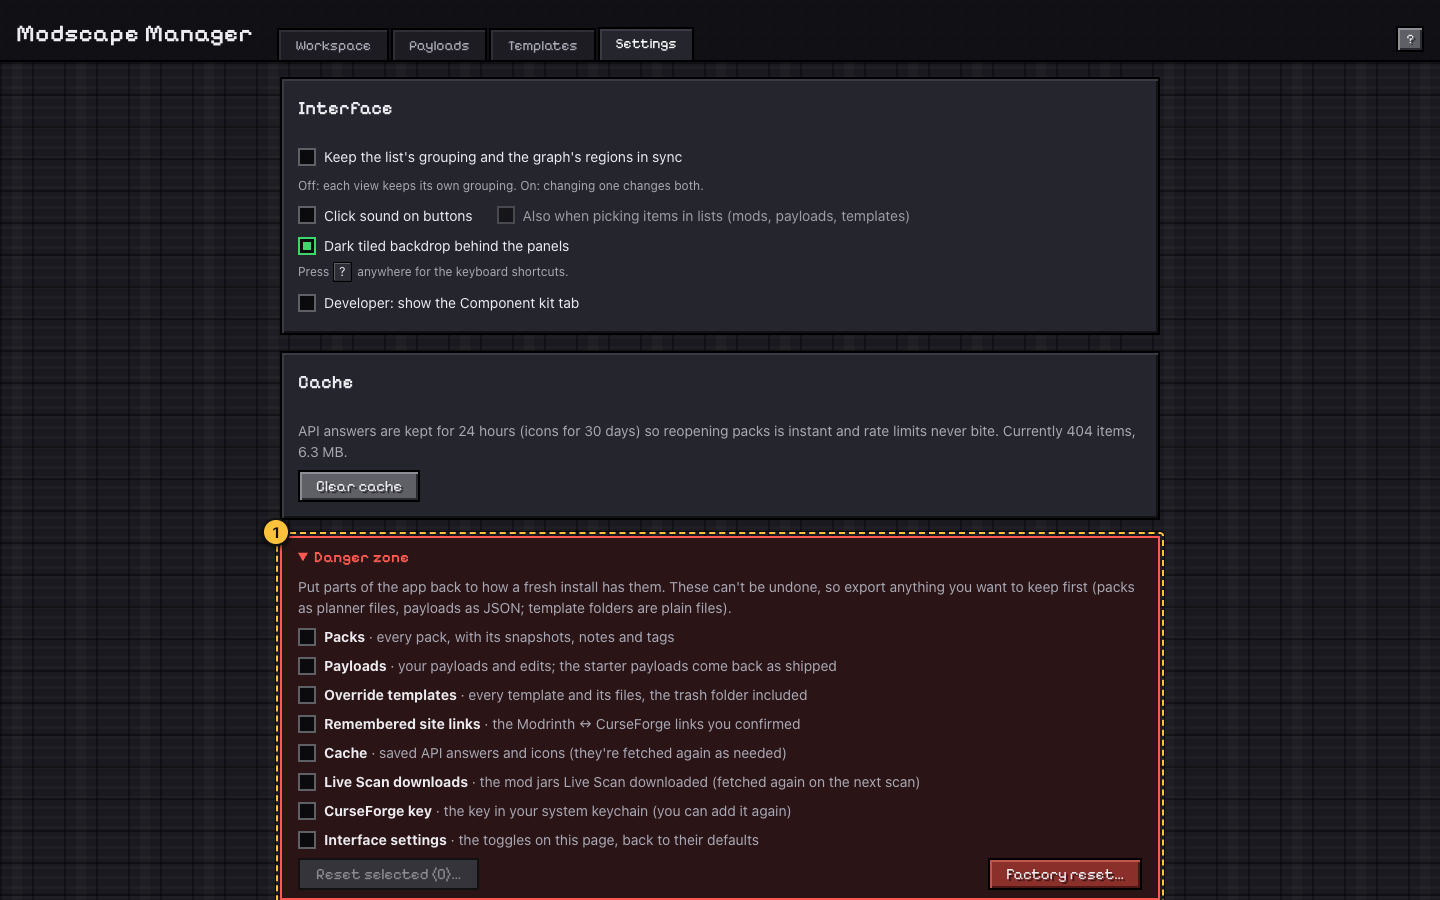 Modscape Manager
Workspace
Payloads
Templates
Settings
?
Interface
Keep the list's grouping and the graph's regions in sync
Off: each view keeps its own grouping. On: changing one changes both.
Click sound on buttons
Also when picking items in lists (mods, payloads, templates)
Dark tiled backdrop behind the panels
Press ? anywhere for the keyboard shortcuts.
Developer: show the Component kit tab
Cache
API answers are kept for 24 hours (icons for 30 days) so reopening packs is instant and rate limits never bite. Currently 404 items,
6.3 MB.
Clear cache
1
▼ Danger zone
Put parts of the app back to how a fresh install has them. These can't be undone, so export anything you want to keep first (packs
as planner files, payloads as JSON; template folders are plain files).
Packs · every pack, with its snapshots, notes and tags
Payloads · your payloads and edits; the starter payloads come back as shipped
Override templates · every template and its files, the trash folder included
Remembered site links · the Modrinth ↔ CurseForge links you confirmed
Cache · saved API answers and icons (they're fetched again as needed)
Live Scan downloads · the mod jars Live Scan downloaded (fetched again on the next scan)
CurseForge key · the key in your system keychain (you can add it again)
Interface settings · the toggles on this page, back to their defaults
Reset selected (0)...
Factory reset...